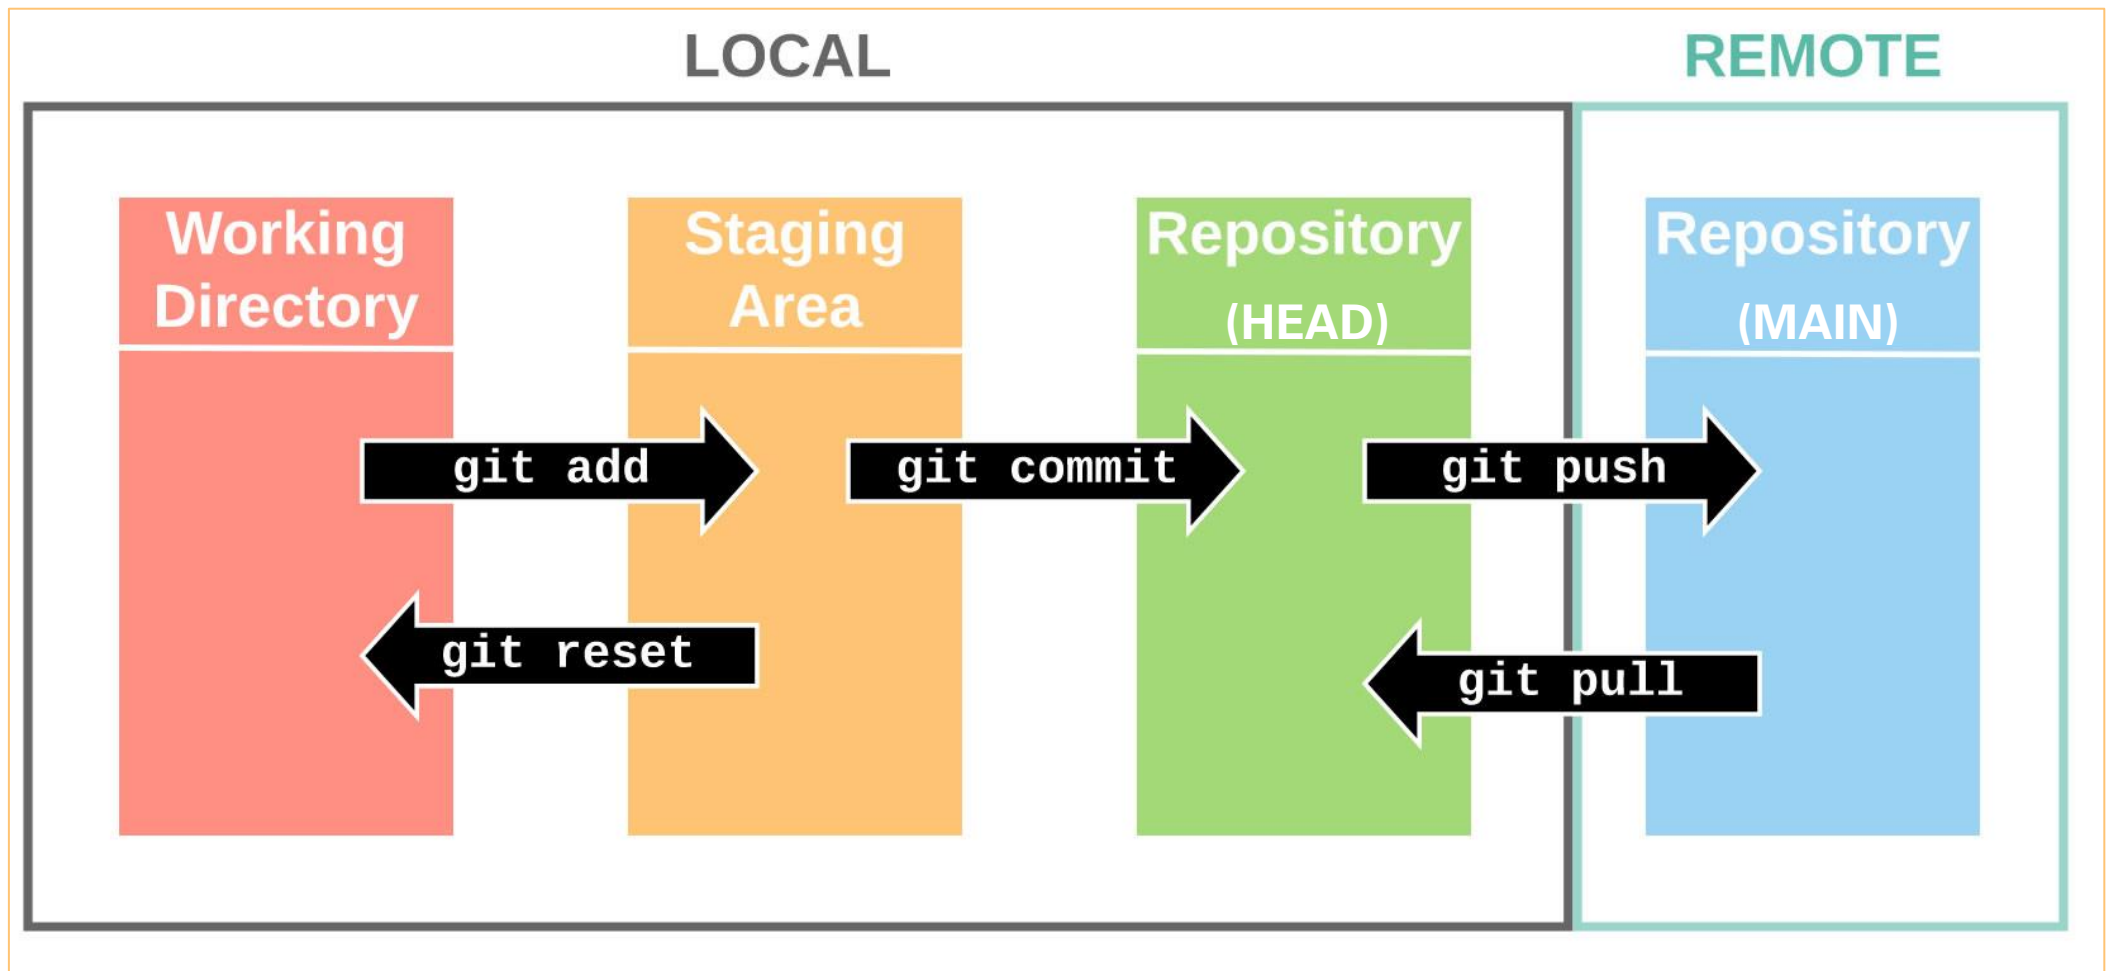 LOCAL
REMOTE
Working
Directory
Staging
Area
Repository
(HEAD)
Repository
(MAIN)
git add
git commit
git push
git reset
git pull